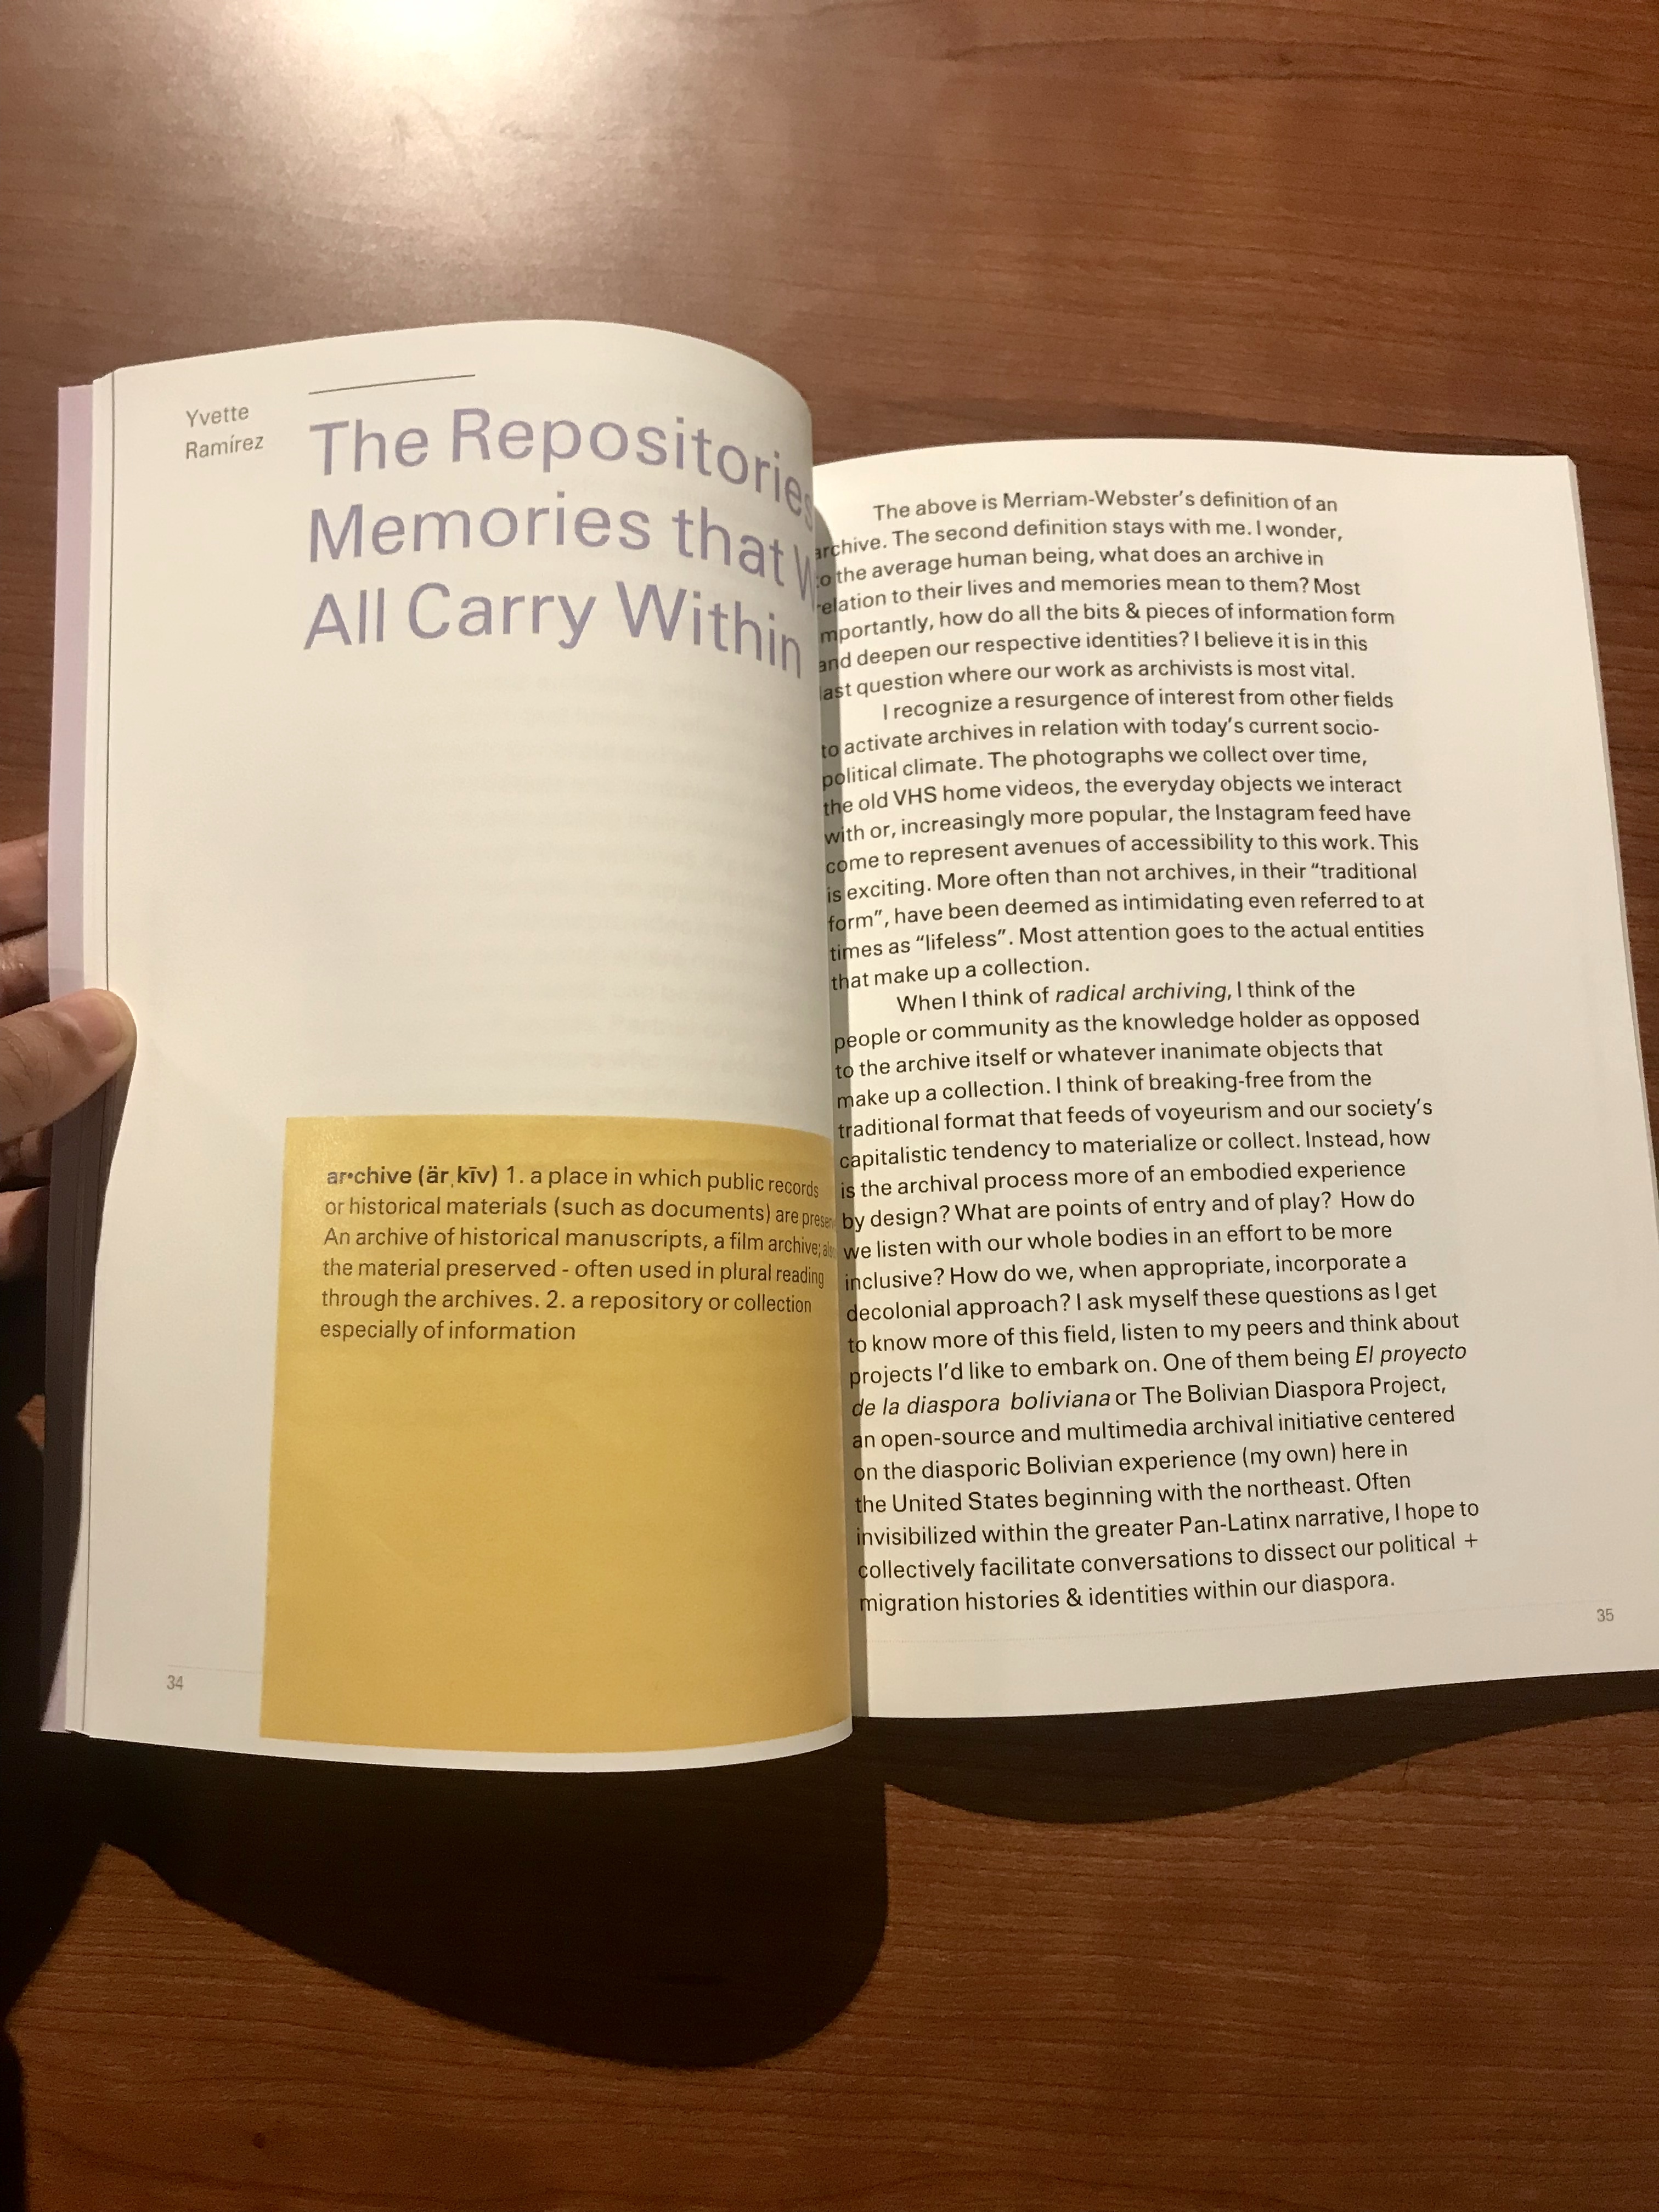 Yvette
Ramírez
The Repositories
Memories that
All Carry Within
ar•chive (är ˌkīv) 1. a place in which public records
or historical materials (such as documents) are
An archive of historical manuscripts, a film archive;
the material preserved - often used in plural reading
through the archives. 2. a repository or collection
especially of information
34
The above is Merriam-Webster's definition of an
archive. The second definition stays with me. I wonder,
to the average human being, what does an archive in
relation to their lives and memories mean to them? Most
importantly, how do all the bits & pieces of information form
and deepen our respective identities? I believe it is in this
last question where our work as archivists is most vital.
I recognize a resurgence of interest from other fields
to activate archives in relation with today's current socio-
political climate. The photographs we collect over time,
the old VHS home videos, the everyday objects we interact
with or, increasingly more popular, the Instagram feed have
come to represent avenues of accessibility to this work. This
is exciting. More often than not archives, in their “traditional
form”, have been deemed as intimidating even referred to at
times as “lifeless”. Most attention goes to the actual entities
that make up a collection.
When I think of radical archiving, I think of the
people or community as the knowledge holder as opposed
to the archive itself or whatever inanimate objects that
make up a collection. I think of breaking-free from the
traditional format that feeds of voyeurism and our society's
capitalistic tendency to materialize or collect. Instead, how
is the archival process more of an embodied experience
by design? What are points of entry and of play? How do
we listen with our whole bodies in an effort to be more
inclusive? How do we, when appropriate, incorporate a
decolonial approach? I ask myself these questions as I get
to know more of this field, listen to my peers and think about
projects I'd like to embark on. One of them being El proyecto
de la diaspora boliviana or The Bolivian Diaspora Project,
an open-source and multimedia archival initiative centered
on the diasporic Bolivian experience (my own) here in
the United States beginning with the northeast. Often
invisibilized within the greater Pan-Latinx narrative, I hope to
collectively facilitate conversations to dissect our political +
migration histories & identities within our diaspora.
35